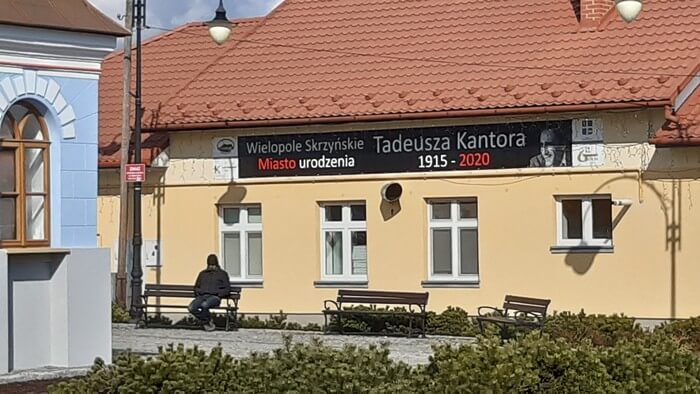 Wielopole Skrzyńskie Tadeusza Kantora
Miasto urodzenia 1915 - 2020